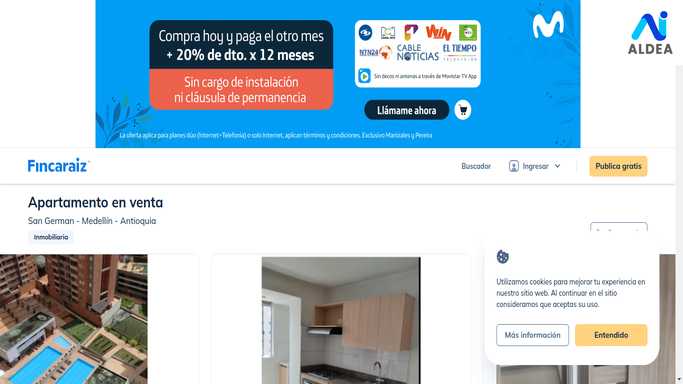 Compra hoy y paga el otro mes
+ 20% de dto. x 12 meses
Sin cargo de instalación
ni cláusula de permanencia
WIN
NTN24
CABLE
NOTICIAS
EL TIEMPO
TELEVISIÓN
Sin decos ni antenas a través de Movistar TV App
Llámame ahora
La oferta aplica para planes dúo (Internet+Telefonía) o solo Internet, aplican términos y condiciones. Exclusivo Manizales y Pereira
ALDEA
Fincaraiz
Buscador
Ingresar
Publica gratis
Apartamento en venta
San German - Medellín - Antioquia
Inmobiliaria
Utilizamos cookies para mejorar tu experiencia en
nuestro sitio web. Al continuar en el sitio
consideramos que aceptas su uso.
Más información
Entendido